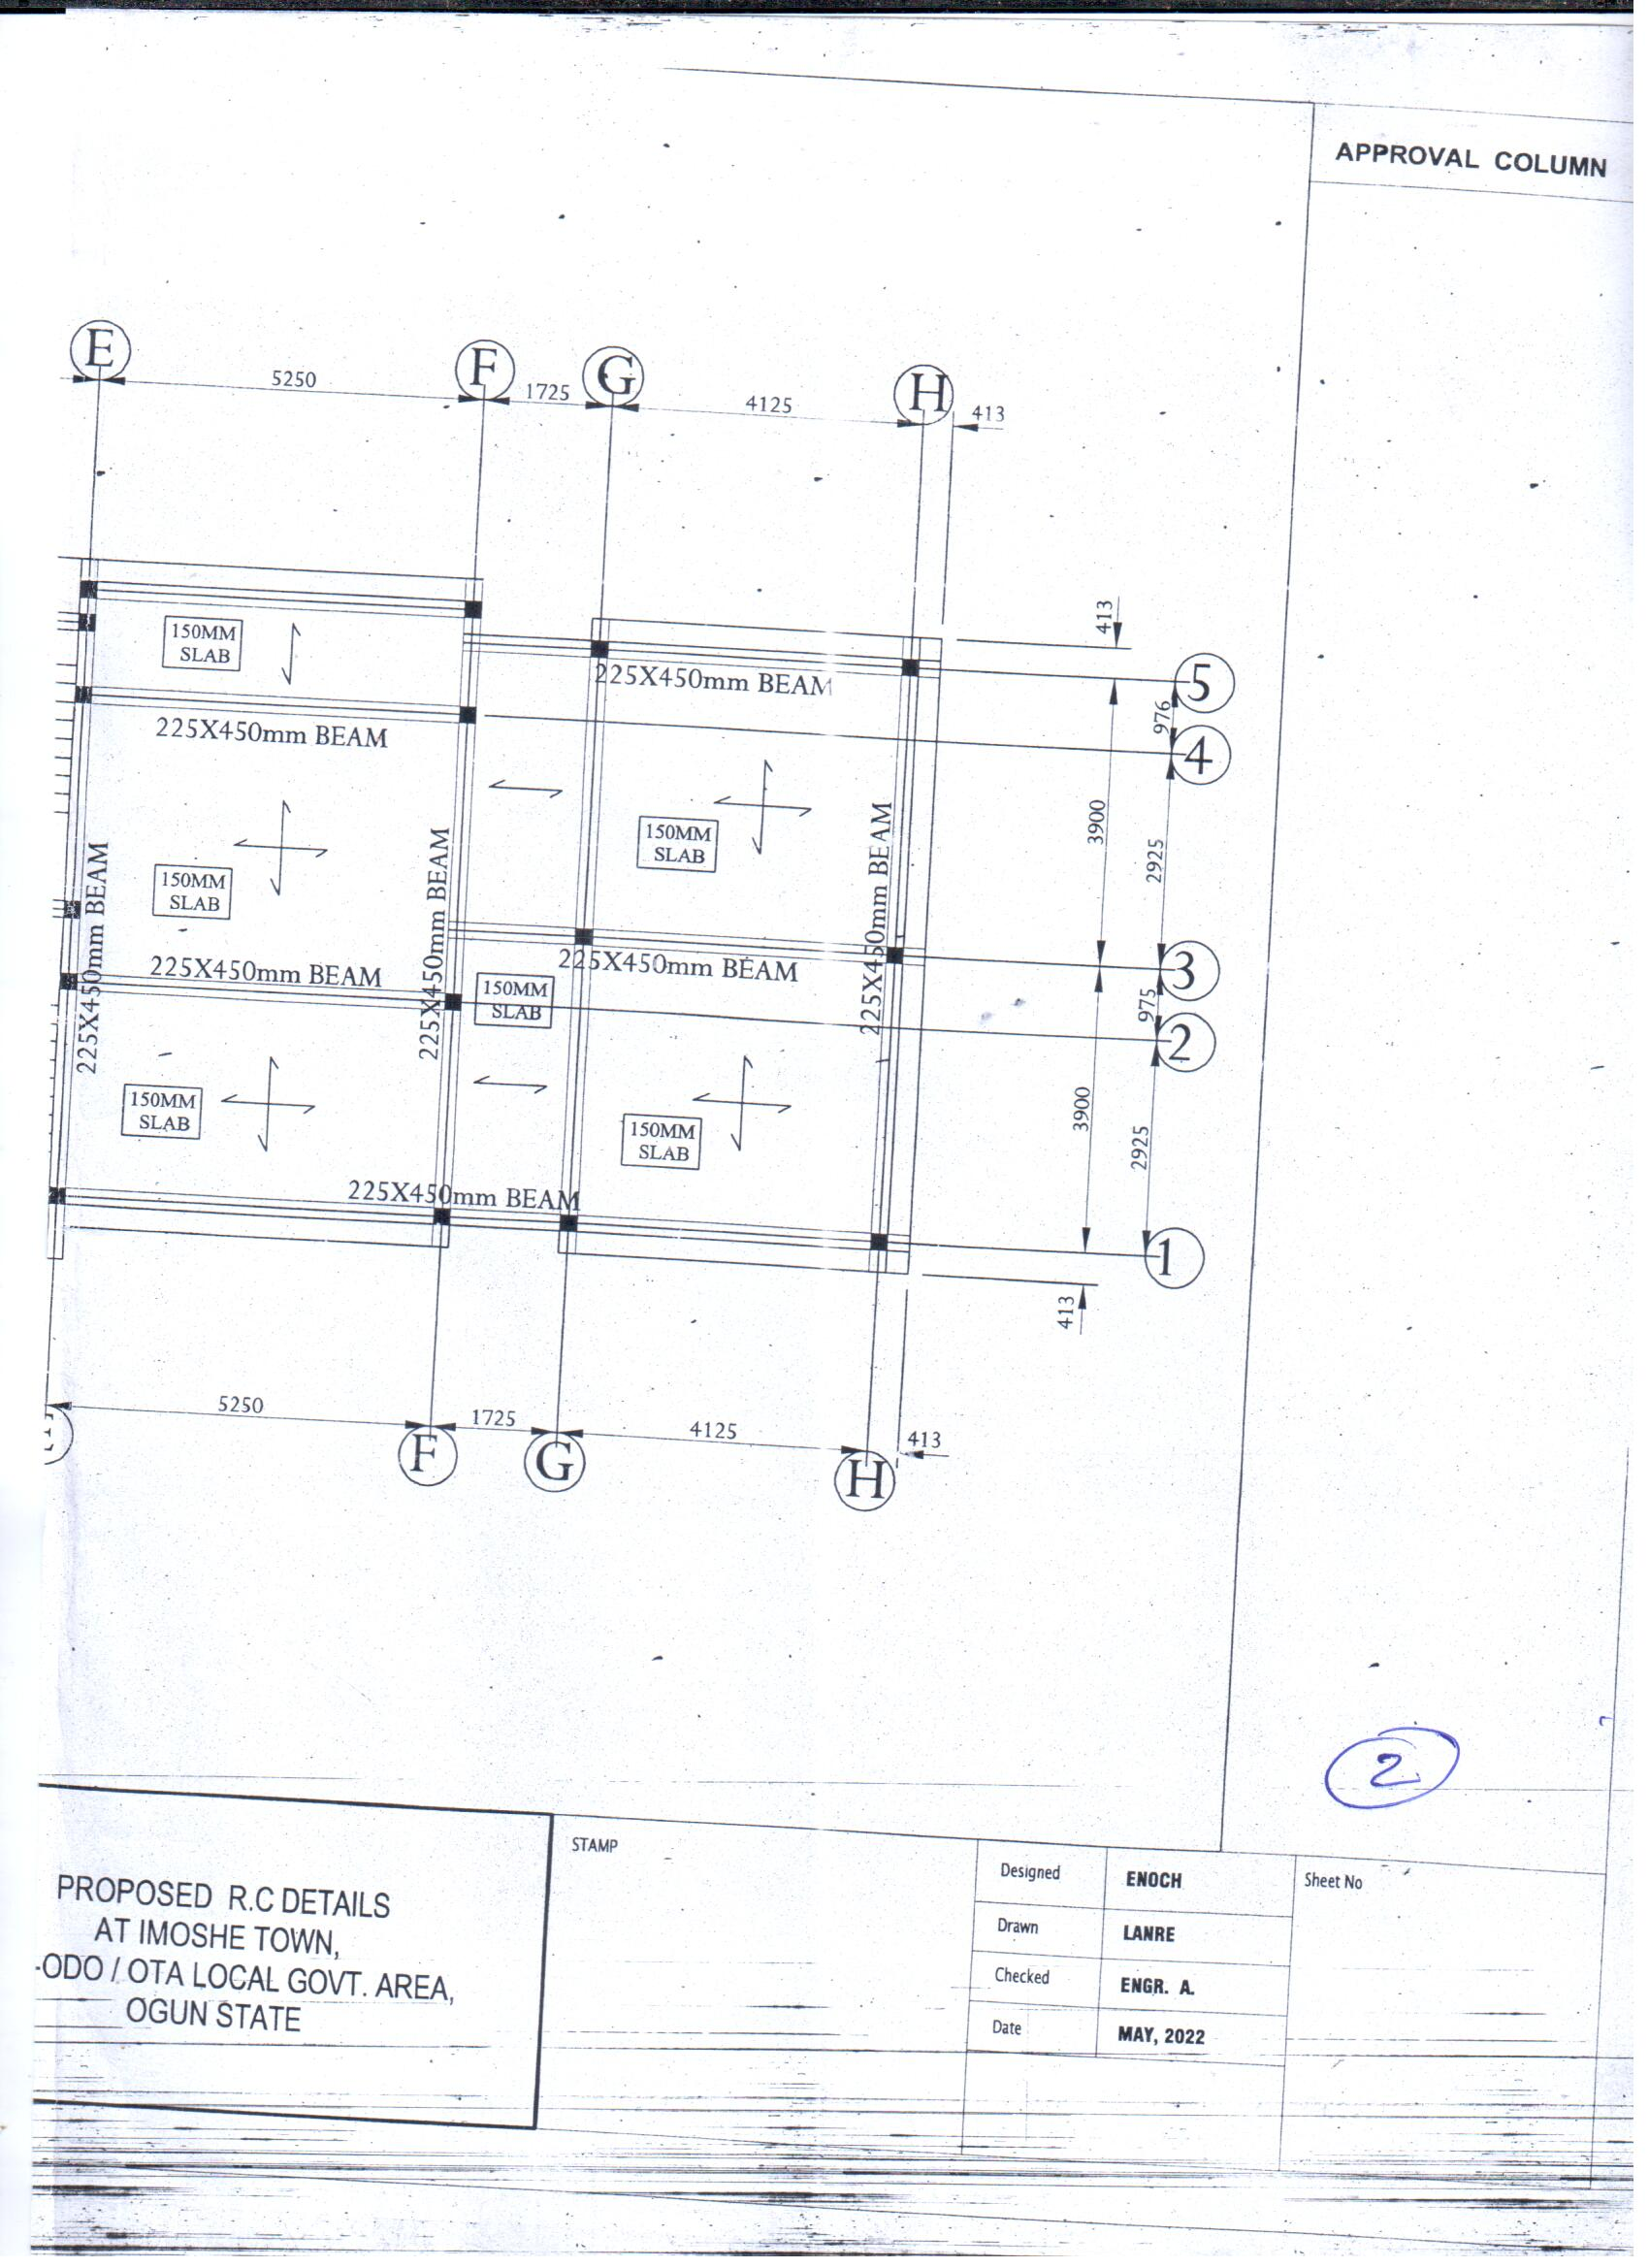 APPROVAL COLUMN
E
F
G
H
5250
1725
4125
413
413
150MM
SLAB
225X450mm BEAM
5
976
4
225X450mm BEAM
150MM
SLAB
3900
2925
225X450mm BEAM
225X450mm BEAM
225X450mm BEAM
150MM
SLAB
225X450mm BEAM
225X450mm BEAM
3
975
2
150MM
SLAB
150MM
SLAB
150MM
SLAB
3900
2925
225X450mm BEAM
1
413
5250
1725
4125
413
F
G
H
2
PROPOSED R.C DETAILS
AT IMOSHE TOWN,
-ODO / OTA LOCAL GOVT. AREA,
OGUN STATE
STAMP
Designed ENOCH
Drawn LANRE
Checked ENGR. A.
Date MAY, 2022
Sheet No